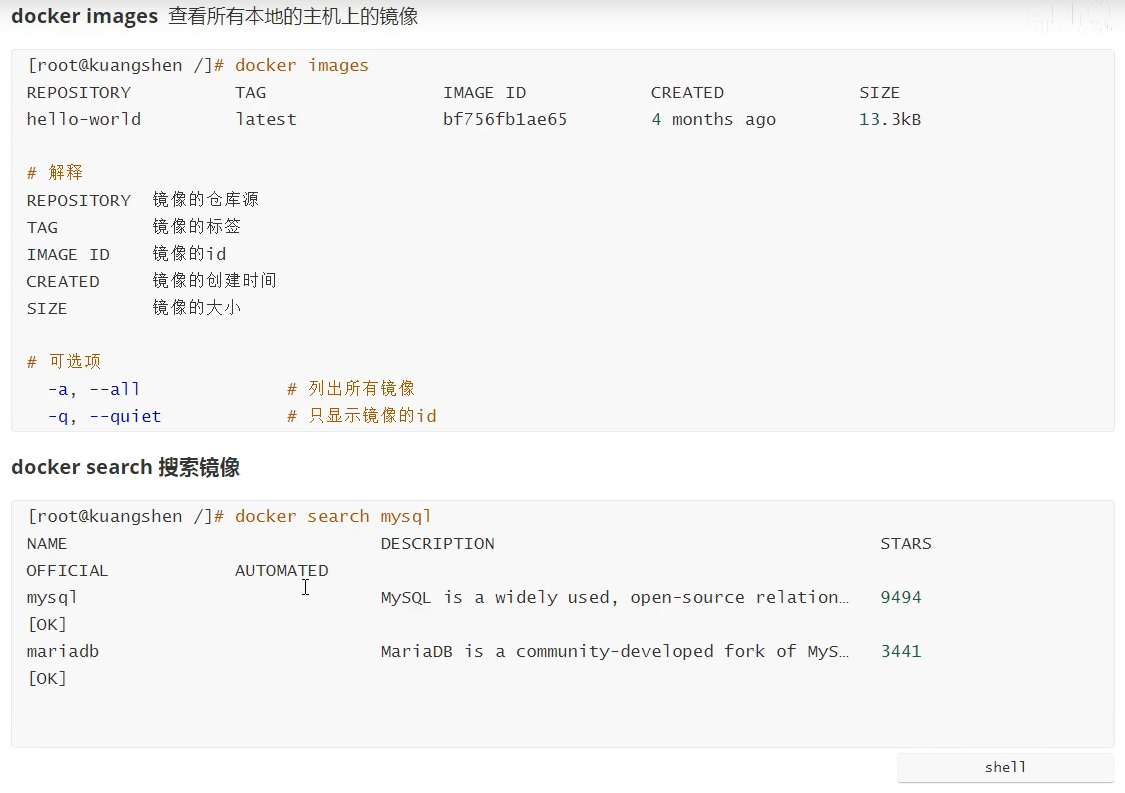 docker images 查看所有本地的主机上的镜像
[root@kuangshen /]# docker images
REPOSITORY TAG IMAGE ID CREATED SIZE
hello-world latest bf756fb1ae65 4 months ago 13.3kB
# 解释
REPOSITORY 镜像的仓库源
TAG 镜像的标签
IMAGE ID 镜像的id
CREATED 镜像的创建时间
SIZE 镜像的大小
# 可选项
-a, --all # 列出所有镜像
-q, --quiet # 只显示镜像的id
docker search 搜索镜像
[root@kuangshen /]# docker search mysql
NAME DESCRIPTION STARS
OFFICIAL AUTOMATED
mysql MySQL is a widely used, open-source relation… 9494
[OK]
mariadb MariaDB is a community-developed fork of MyS… 3441
[OK]
shell